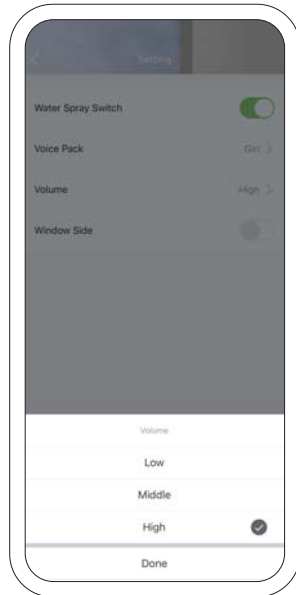 Setting
Water Spray Switch
Voice Pack Girl
Volume High
Window Side
Volume
Low
Middle
High
Done